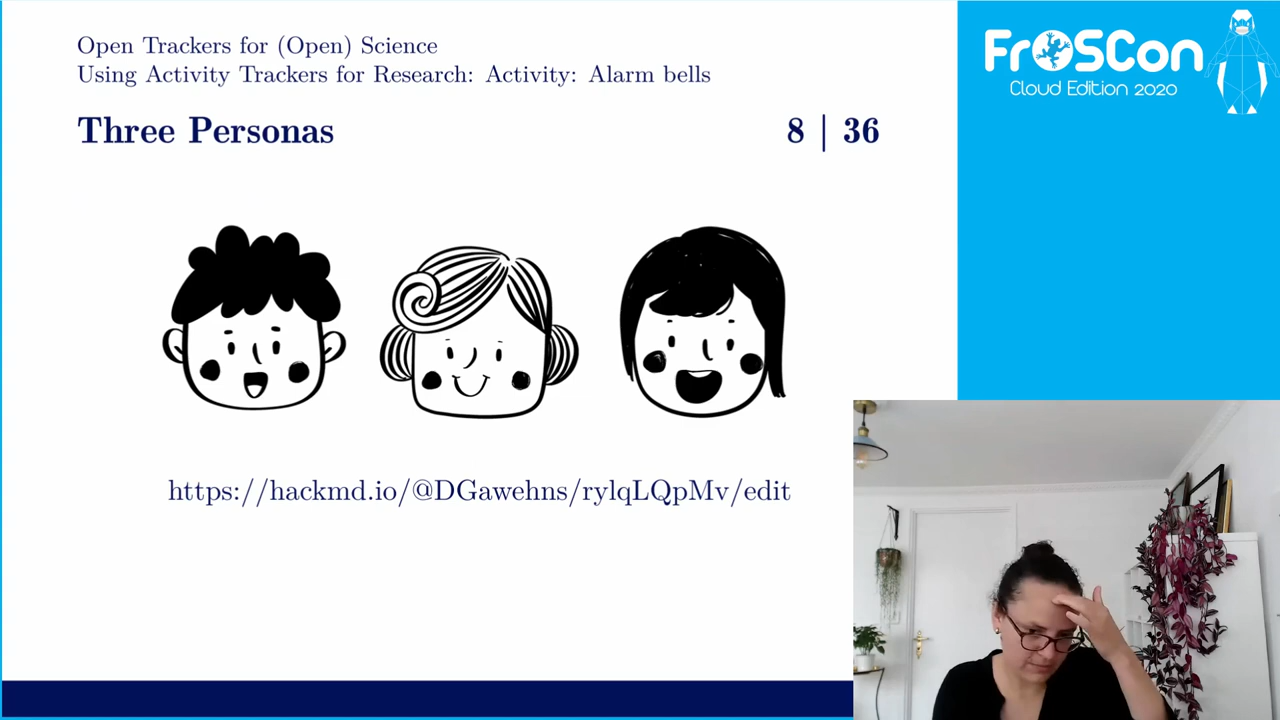 Open Trackers for (Open) Science
Using Activity Trackers for Research: Activity: Alarm bells
Three Personas
8 | 36
https://hackmd.io/@DGawehns/rylqLQpMv/edit
FrOSCon
Cloud Edition 2020